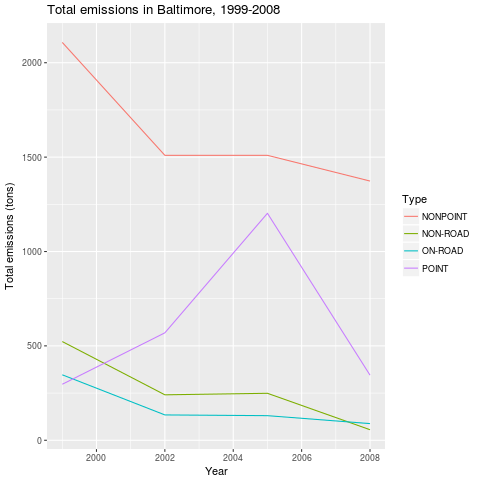 Total emissions in Baltimore, 1999-2008
Total emissions (tons)
2000
1500
1000
500
0
2000
2002
2004
2006
2008
Year
Type
NONPOINT
NON-ROAD
ON-ROAD
POINT